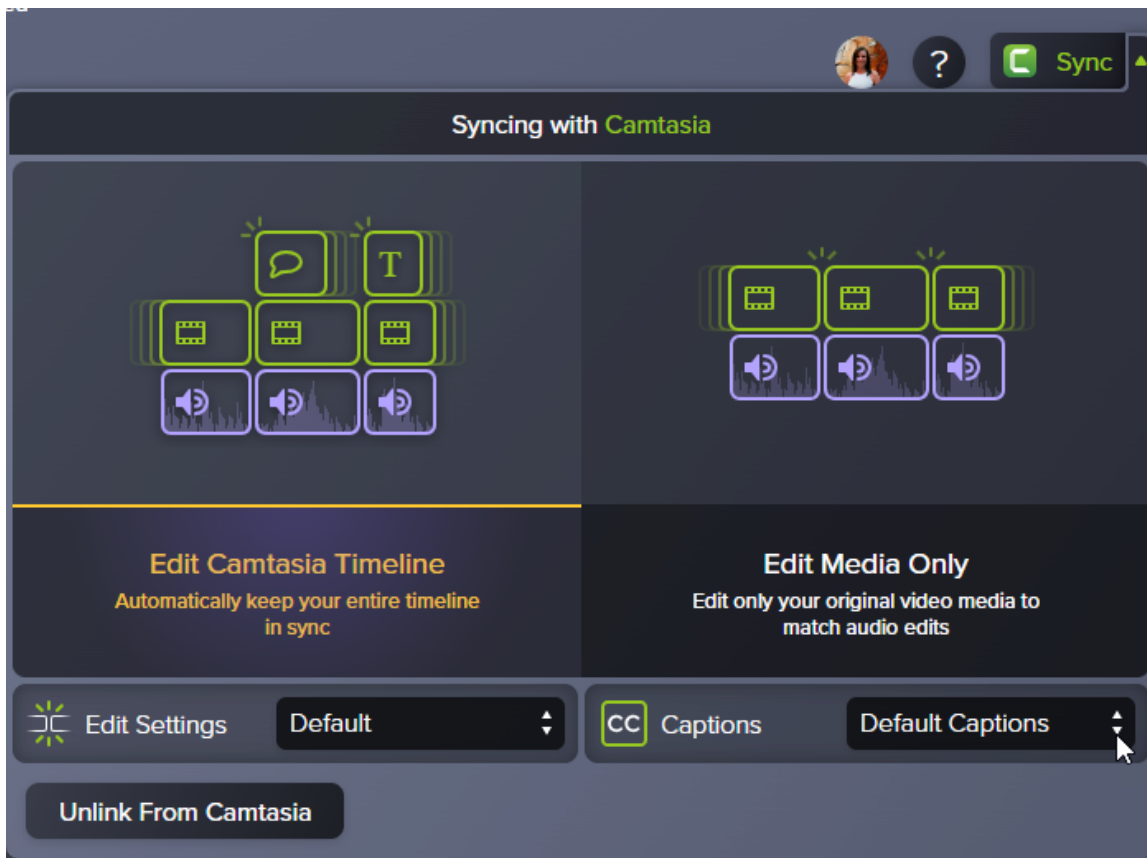 ?
Sync
Syncing with Camtasia
T
Edit Camtasia Timeline
Automatically keep your entire timeline
in sync
Edit Media Only
Edit only your original video media to
match audio edits
Edit Settings
Default
CC
Captions
Default Captions
Unlink From Camtasia